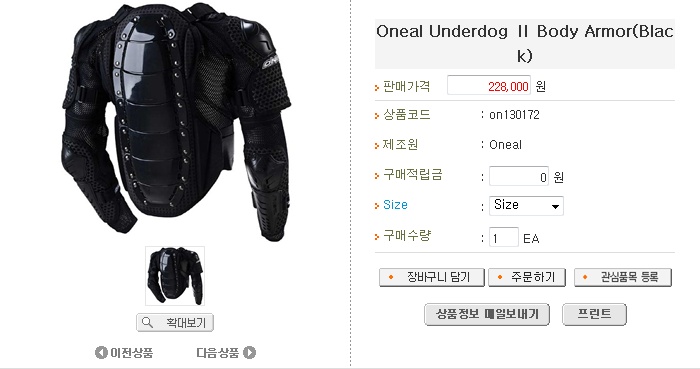 Oneal Underdog II Body Armor(Blac
k)
판매가격 228,000 원
상품코드 : on130172
제조원 : Oneal
구매적립금 : 0 원
Size : Size
구매수량 : 1 EA
장바구니 담기 주문하기 관심품목 등록
상품정보 메일보내기 프린트
확대보기
이전상품 다음상품